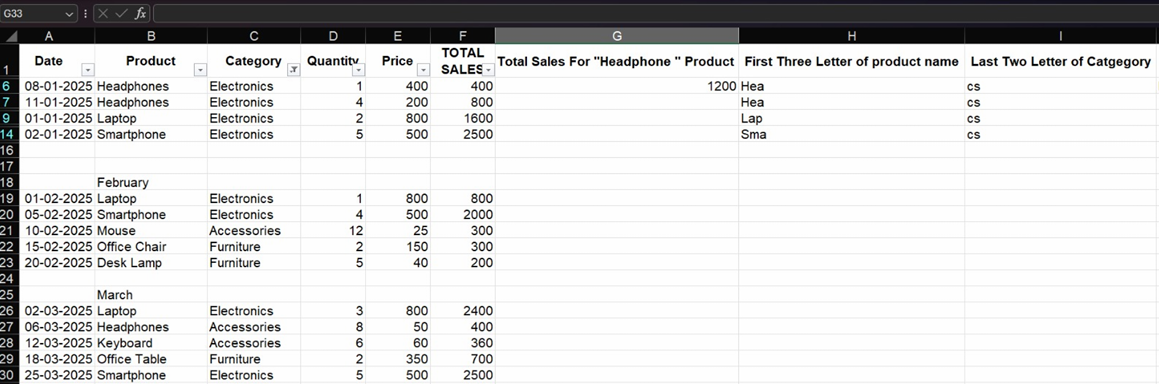 G33 fx
A B C D E F G H I
1 Date Product Category Quantity Price TOTAL SALES Total Sales For "Headphone " Product First Three Letter of product name Last Two Letter of Catgegory
6 08-01-2025 Headphones Electronics 1 400 400 1200 Hea cs
7 11-01-2025 Headphones Electronics 4 200 800 Hea cs
9 01-01-2025 Laptop Electronics 2 800 1600 Lap cs
14 02-01-2025 Smartphone Electronics 5 500 2500 Sma cs
16
17
18 February
19 01-02-2025 Laptop Electronics 1 800 800
20 05-02-2025 Smartphone Electronics 4 500 2000
21 10-02-2025 Mouse Accessories 12 25 300
22 15-02-2025 Office Chair Furniture 2 150 300
23 20-02-2025 Desk Lamp Furniture 5 40 200
24
25 March
26 02-03-2025 Laptop Electronics 3 800 2400
27 06-03-2025 Headphones Accessories 8 50 400
28 12-03-2025 Keyboard Accessories 6 60 360
29 18-03-2025 Office Table Furniture 2 350 700
30 25-03-2025 Smartphone Electronics 5 500 2500